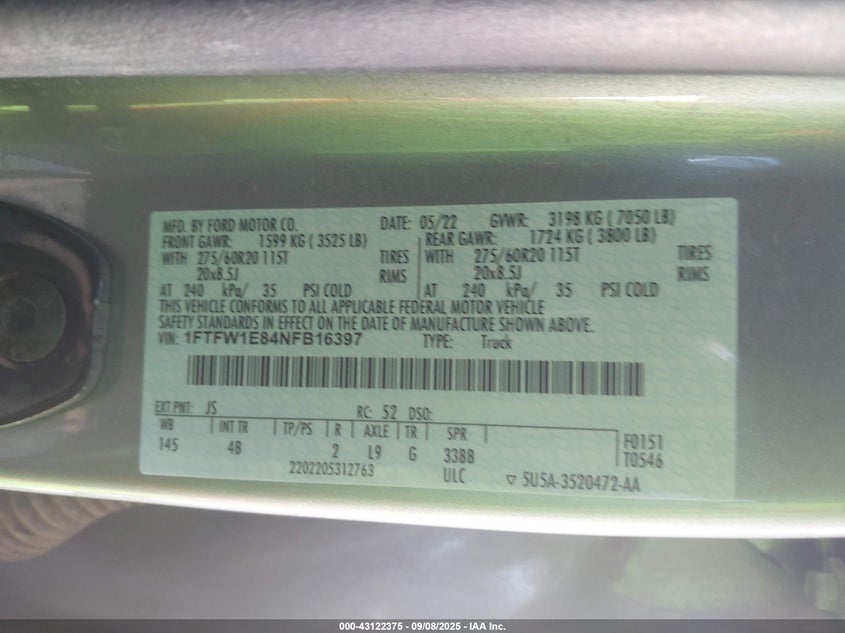 MFD. BY FORD MOTOR CO. DATE: 05/22 GVWR: 3198 KG ( 7050 LB)
FRONT GAWR: 1599 KG ( 3525 LB) REAR GAWR: 1724 KG ( 3800 LB)
WITH 275/60R20 115T TIRES WITH 275/60R20 115T TIRES
20x8.5J RIMS 20x8.5J RIMS
AT 240 kPa/ 35 PSI COLD AT 240 kPa/ 35 PSI COLD
THIS VEHICLE CONFORMS TO ALL APPLICABLE FEDERAL MOTOR VEHICLE
SAFETY STANDARDS IN EFFECT ON THE DATE OF MANUFACTURE SHOWN ABOVE.
VIN: 1FTFW1E84NFB16397 TYPE: Truck
EXT PNT: JS RC: 52 DSO:
WB INT TR TP/PS R AXLE TR SPR F0151
145 4B 2 L9 G 33BB T0546
2202205312763 ULC ▽ 5U5A-3520472-AA
000-43122375 - 09/08/2025 - IAA Inc.